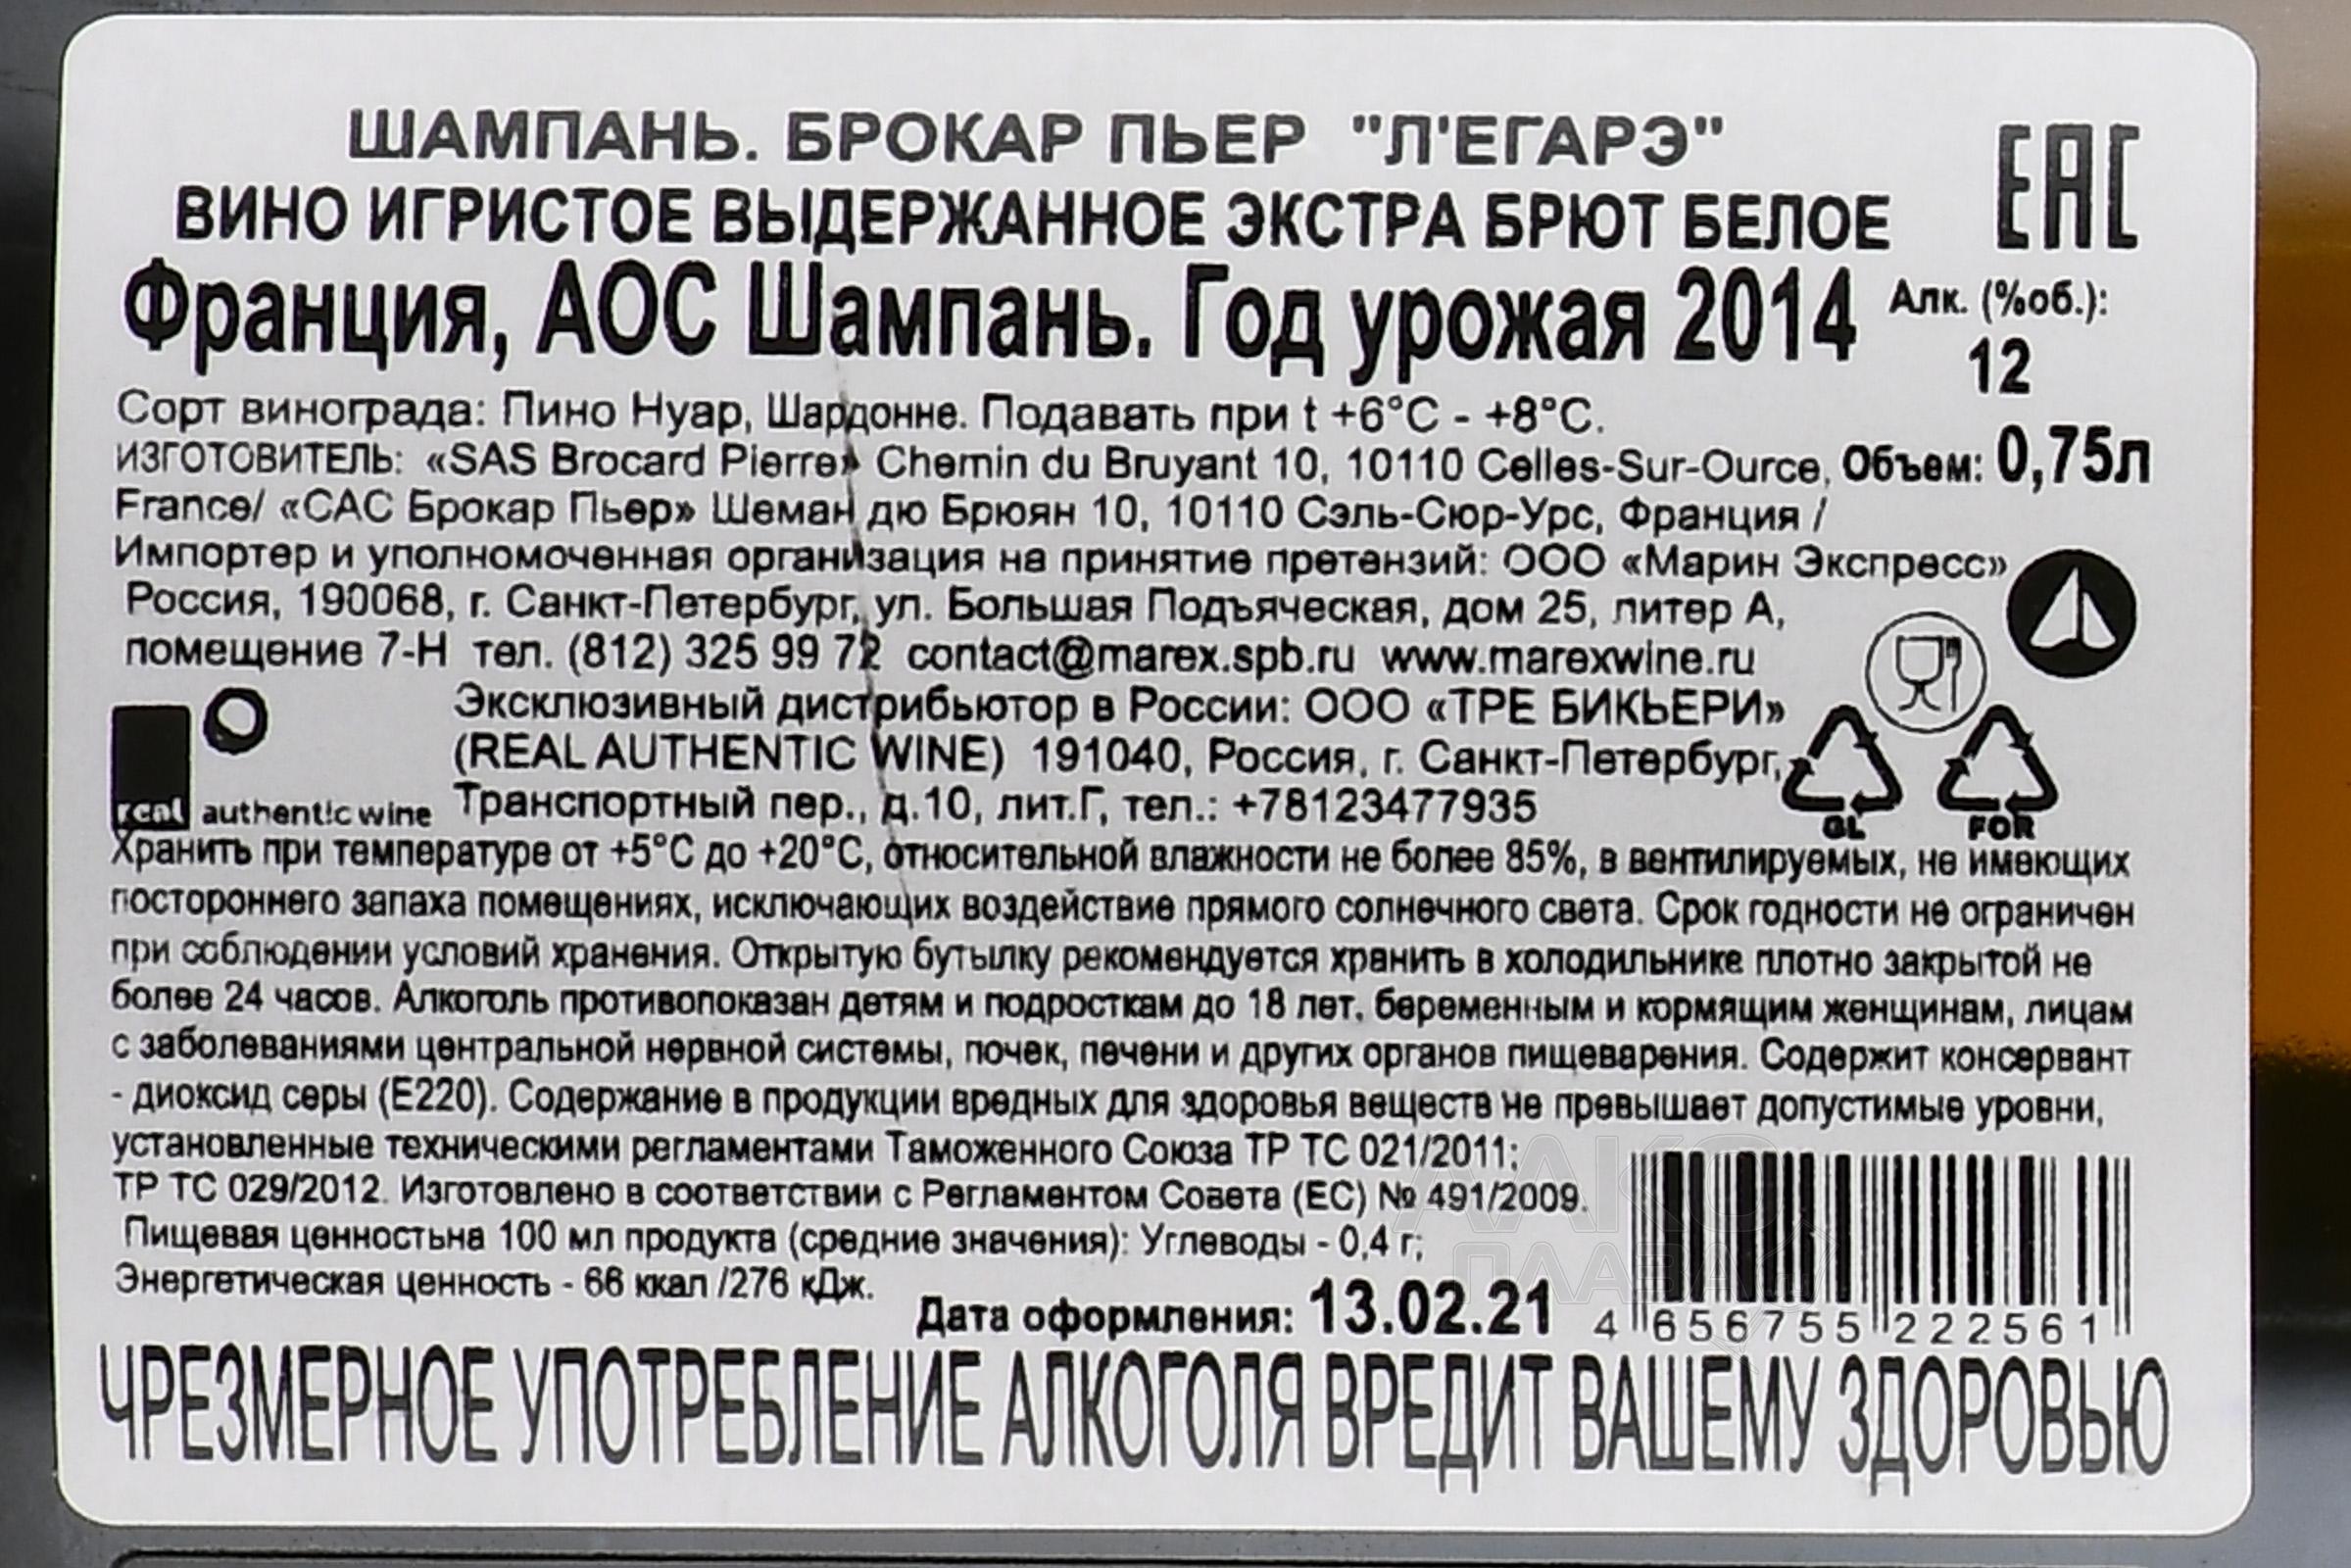 ШАМПАНЬ. БРОКАР ПЬЕР "Л'ЕГАРЭ"
ВИНО ИГРИСТОЕ ВЫДЕРЖАННОЕ ЭКСТРА БРЮТ БЕЛОЕ
EAC
Франция, АОС Шампань. Год урожая 2014
Алк. (%об.):
12
Сорт винограда: Пино Нуар, Шардонне. Подавать при t +6°C - +8°C.
ИЗГОТОВИТЕЛЬ: «SAS Brocard Pierre» Chemin du Bruyant 10, 10110 Celles-Sur-Ource,
Объем: 0,75л
France/ «САС Брокар Пьер» Шеман дю Брюян 10, 10110 Сэль-Сюр-Урс, Франция /
Импортер и уполномоченная организация на принятие претензий: ООО «Марин Экспресс»
Россия, 190068, г. Санкт-Петербург, ул. Большая Подъяческая, дом 25, литер А,
помещение 7-Н тел. (812) 325 99 72 contact@marex.spb.ru www.marexwine.ru
Эксклюзивный дистрибьютор в России: ООО «ТРЕ БИКЬЕРИ»
(REAL AUTHENTIC WINE) 191040, Россия, г. Санкт-Петербург,
real authentic wine
Транспортный пер., д.10, лит.Г, тел.: +78123477935
GL FOR
Хранить при температуре от +5°C до +20°C, относительной влажности не более 85%, в вентилируемых, не имеющих
постороннего запаха помещениях, исключающих воздействие прямого солнечного света. Срок годности не ограничен
при соблюдении условий хранения. Открытую бутылку рекомендуется хранить в холодильнике плотно закрытой не
более 24 часов. Алкоголь противопоказан детям и подросткам до 18 лет, беременным и кормящим женщинам, лицам
с заболеваниями центральной нервной системы, почек, печени и других органов пищеварения. Содержит консервант
- диоксид серы (Е220). Содержание в продукции вредных для здоровья веществ не превышает допустимые уровни,
установленные техническими регламентами Таможенного Союза ТР ТС 021/2011;
ТР ТС 029/2012. Изготовлено в соответствии с Регламентом Совета (ЕС) № 491/2009.
Пищевая ценностьна 100 мл продукта (средние значения): Углеводы - 0,4 г;
Энергетическая ценность - 66 ккал /276 кДж.
Дата оформления: 13.02.21
4 656755 222561
ЧРЕЗМЕРНОЕ УПОТРЕБЛЕНИЕ АЛКОГОЛЯ ВРЕДИТ ВАШЕМУ ЗДОРОВЬЮ